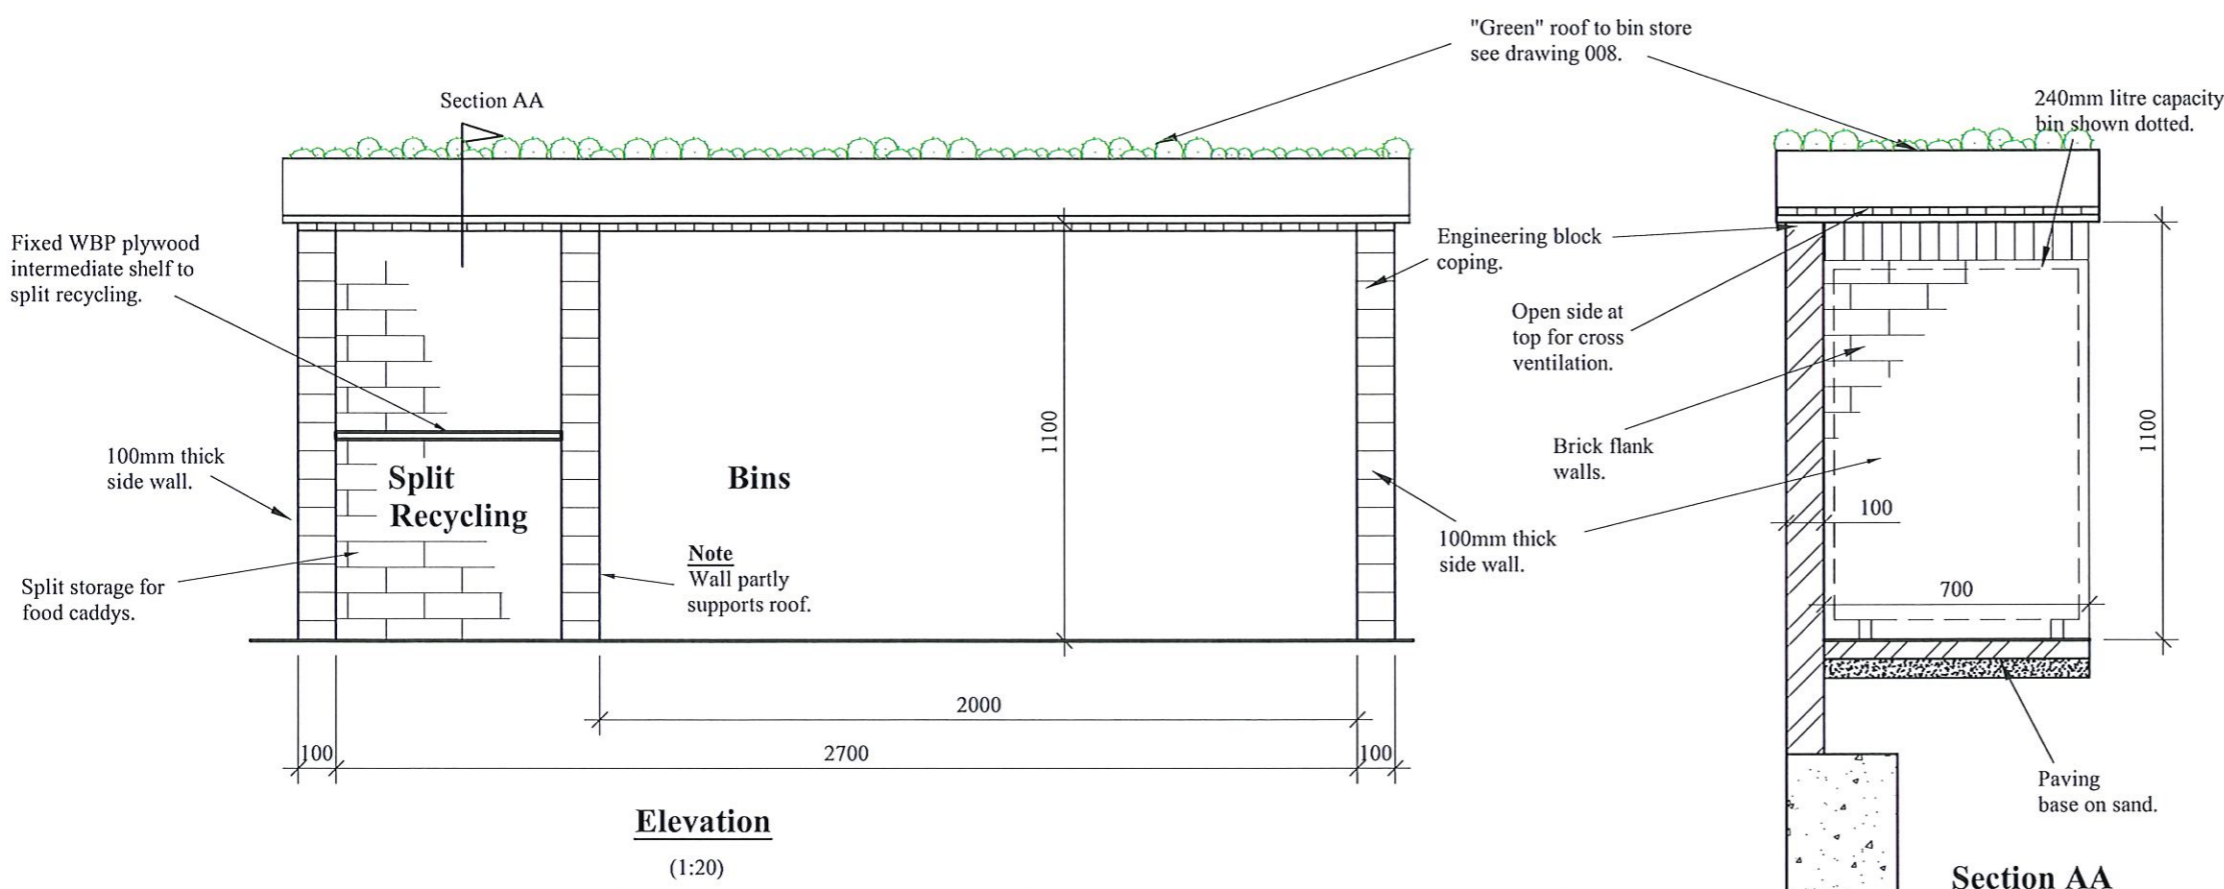 "Green" roof to bin store
see drawing 008.
Section AA
240mm litre capacity
bin shown dotted.
Fixed WBP plywood
intermediate shelf to
split recycling.
Engineering block
coping.
Open side at
top for cross
ventilation.
1100
1100
100mm thick
side wall.
Split
Recycling
Bins
Brick flank
walls.
100
100mm thick
side wall.
Note
Wall partly
supports roof.
Split storage for
food caddys.
700
2000
100
2700
100
Paving
base on sand.
Elevation
(1:20)
Section AA